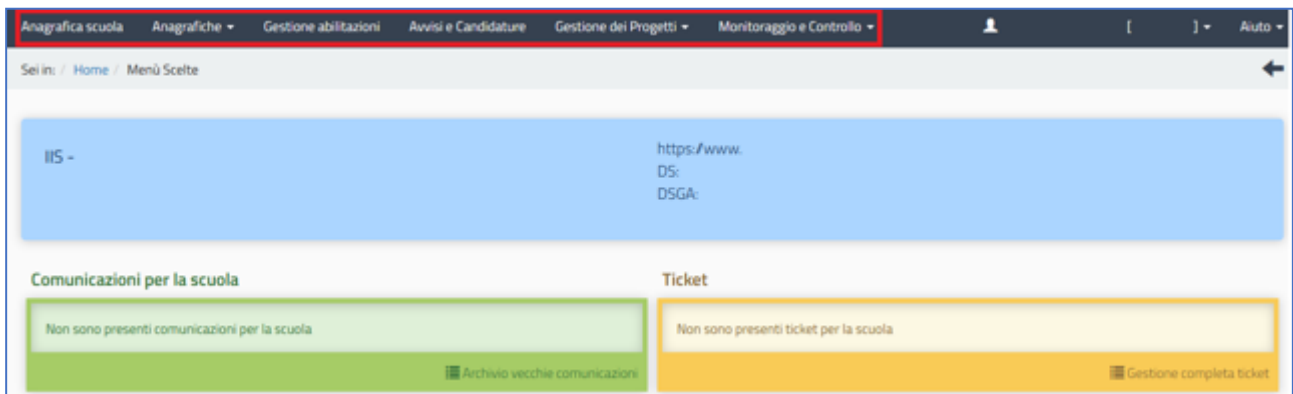 Anagrafica scuola Anagrafiche Gestione abilitazioni Avvisi e Candidature Gestione dei Progetti Monitoraggio e Controllo [ ] Aiuto
Sei in: / Home / Menù Scelte
IIS -
https://www.
DS:
DSGA:
Comunicazioni per la scuola
Non sono presenti comunicazioni per la scuola
Archivio vecchie comunicazioni
Ticket
Non sono presenti ticket per la scuola
Gestione completa ticket